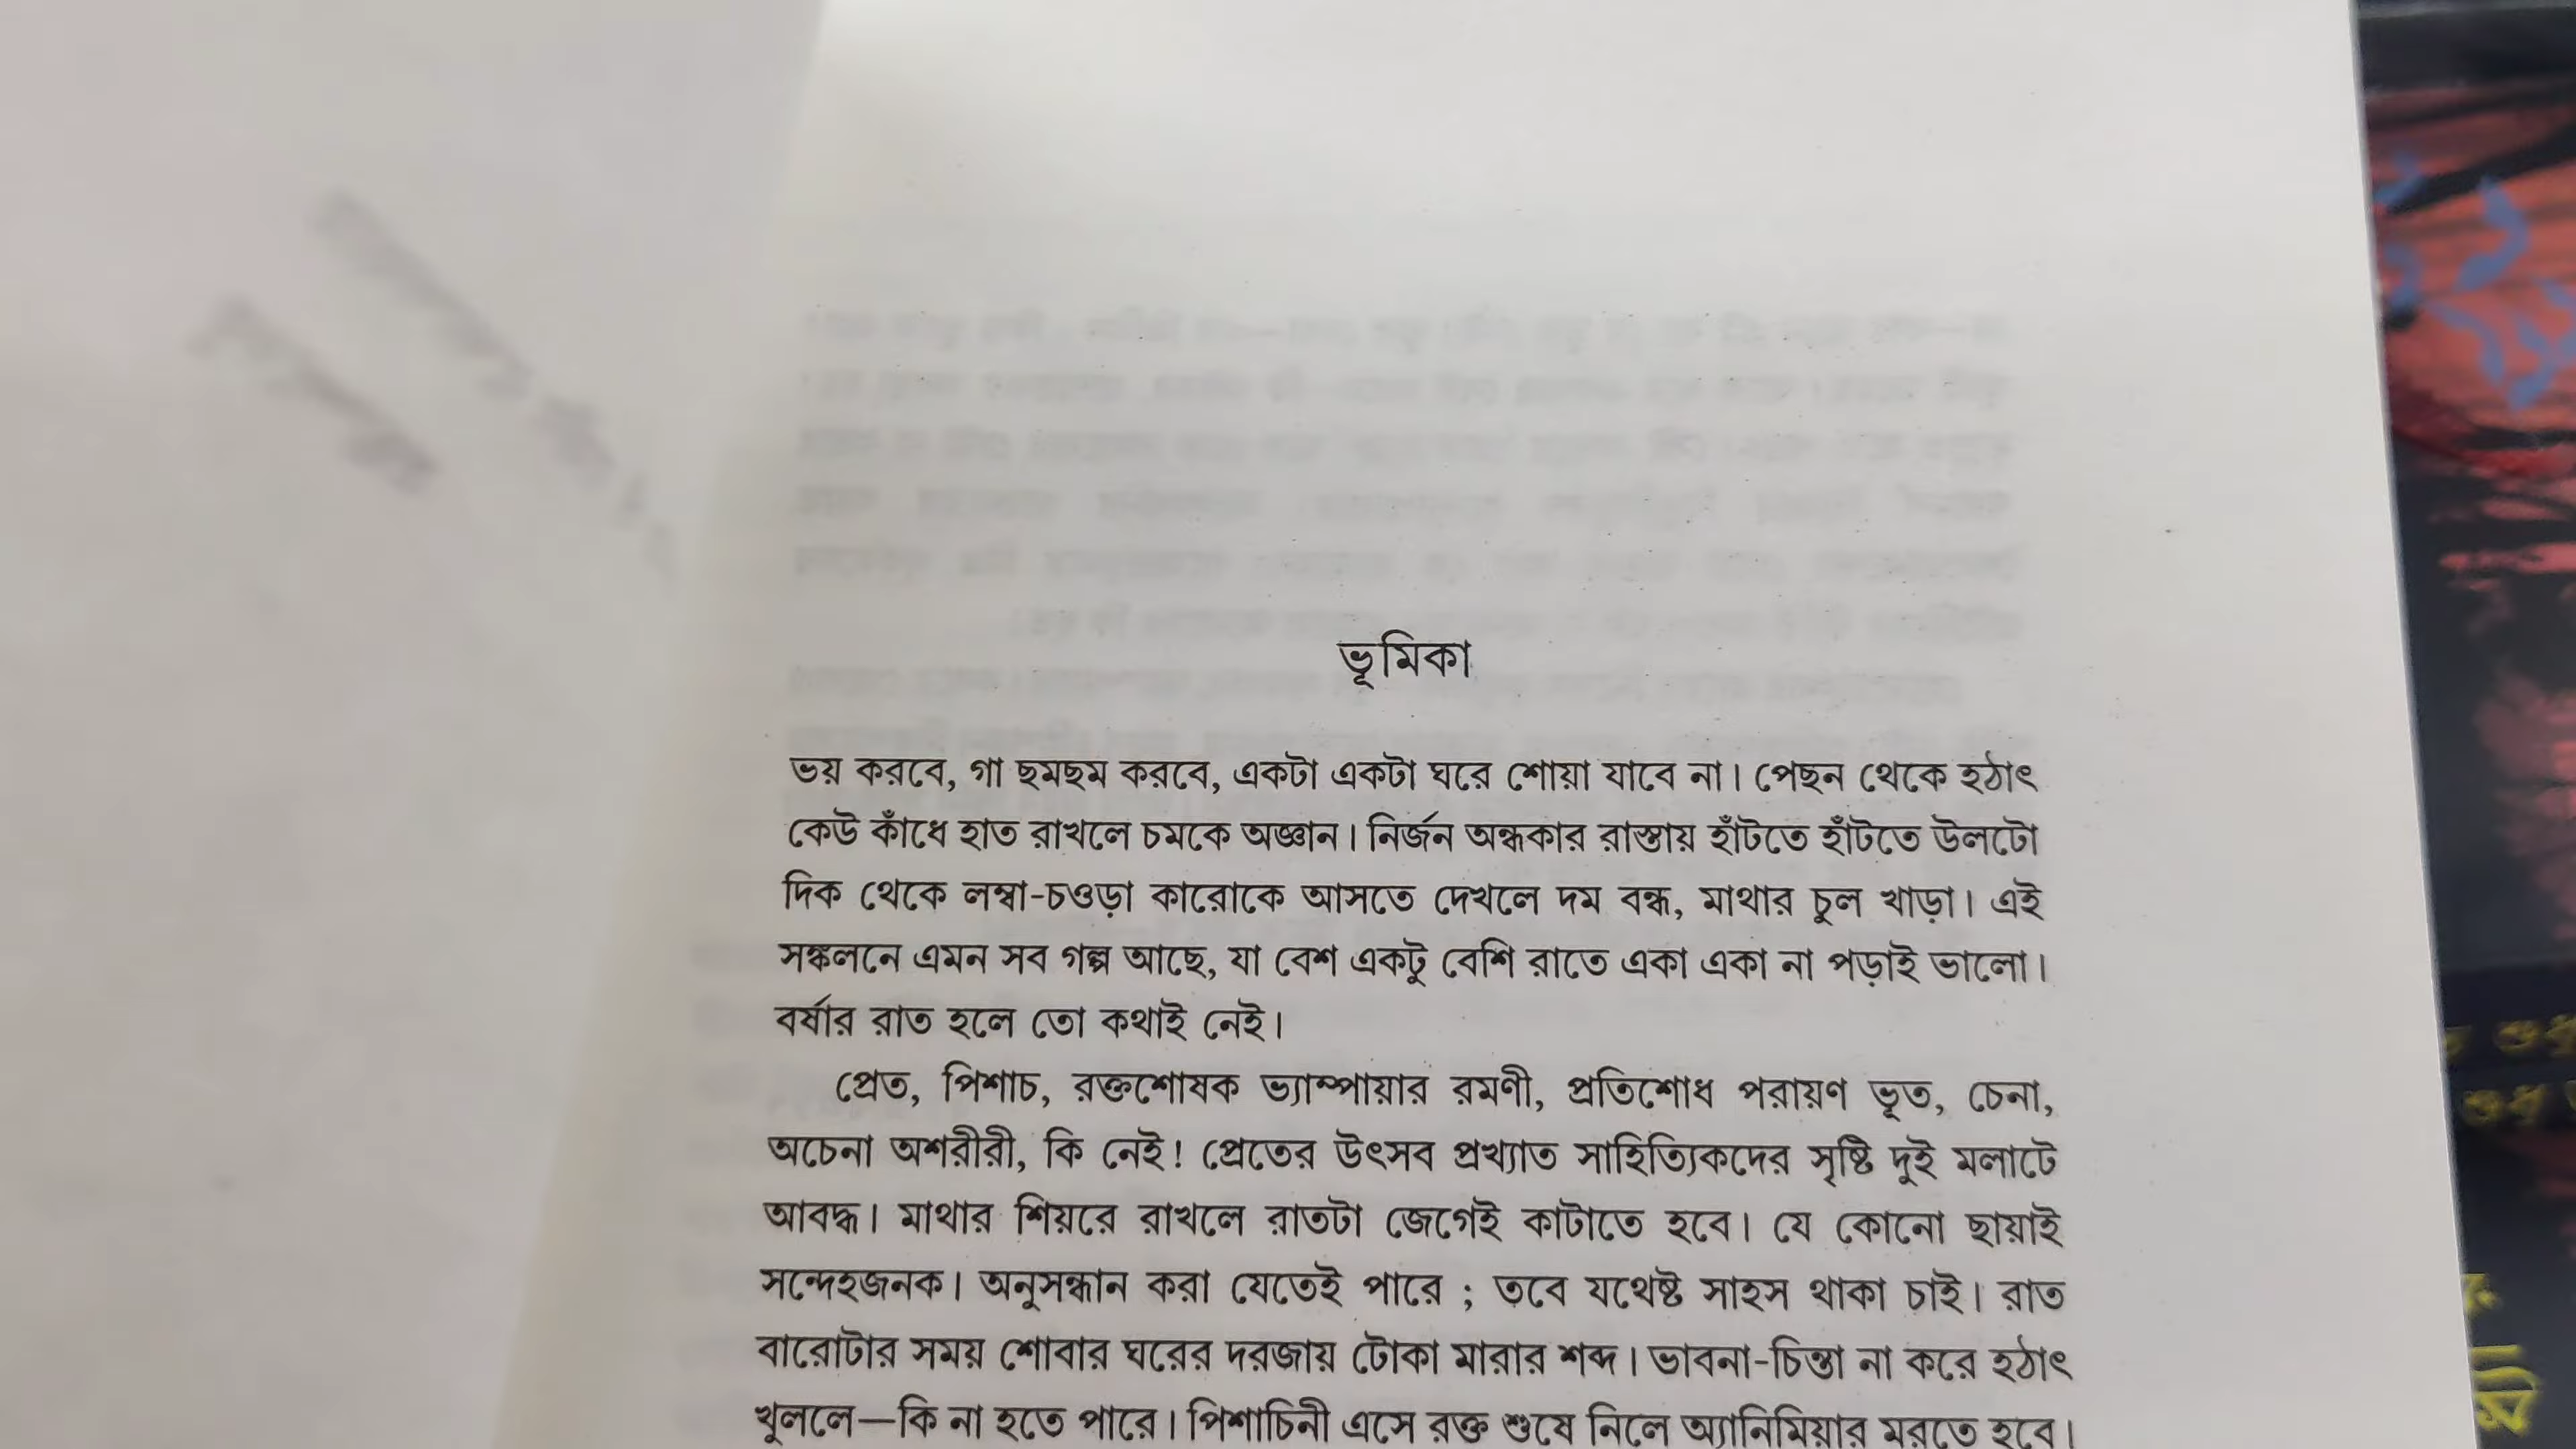 ভূমিকা
ভয় করবে, গা ছমছম করবে, একটা একটা ঘরে শোয়া যাবে না। পেছন থেকে হঠাৎ
কেউ কাঁধে হাত রাখলে চমকে অজ্ঞান। নির্জন অন্ধকার রাস্তায় হাঁটতে হাঁটতে উলটো
দিক থেকে লম্বা-চওড়া কারোকে আসতে দেখলে দম বন্ধ, মাথার চুল খাড়া। এই
সঙ্কলনে এমন সব গল্প আছে, যা বেশ একটু বেশি রাতে একা একা না পড়াই ভালো।
বর্ষার রাত হলে তো কথাই নেই।
প্রেত, পিশাচ, রক্তশোষক ভ্যাম্পায়ার রমণী, প্রতিশোধ পরায়ণ ভূত, চেনা,
অচেনা অশরীরী, কি নেই! প্রেতের উৎসব প্রখ্যাত সাহিত্যিকদের সৃষ্টি দুই মলাটে
আবদ্ধ। মাথার শিয়রে রাখলে রাতটা জেগেই কাটাতে হবে। যে কোনো ছায়াই
সন্দেহজনক। অনুসন্ধান করা যেতেই পারে ; তবে যথেষ্ট সাহস থাকা চাই। রাত
বারোটার সময় শোবার ঘরের দরজায় টোকা মারার শব্দ। ভাবনা-চিন্তা না করে হঠাৎ
খুললে—কি না হতে পারে। পিশাচিনী এসে রক্ত শুষে নিলে অ্যানিমিয়ার মরতে হবে।